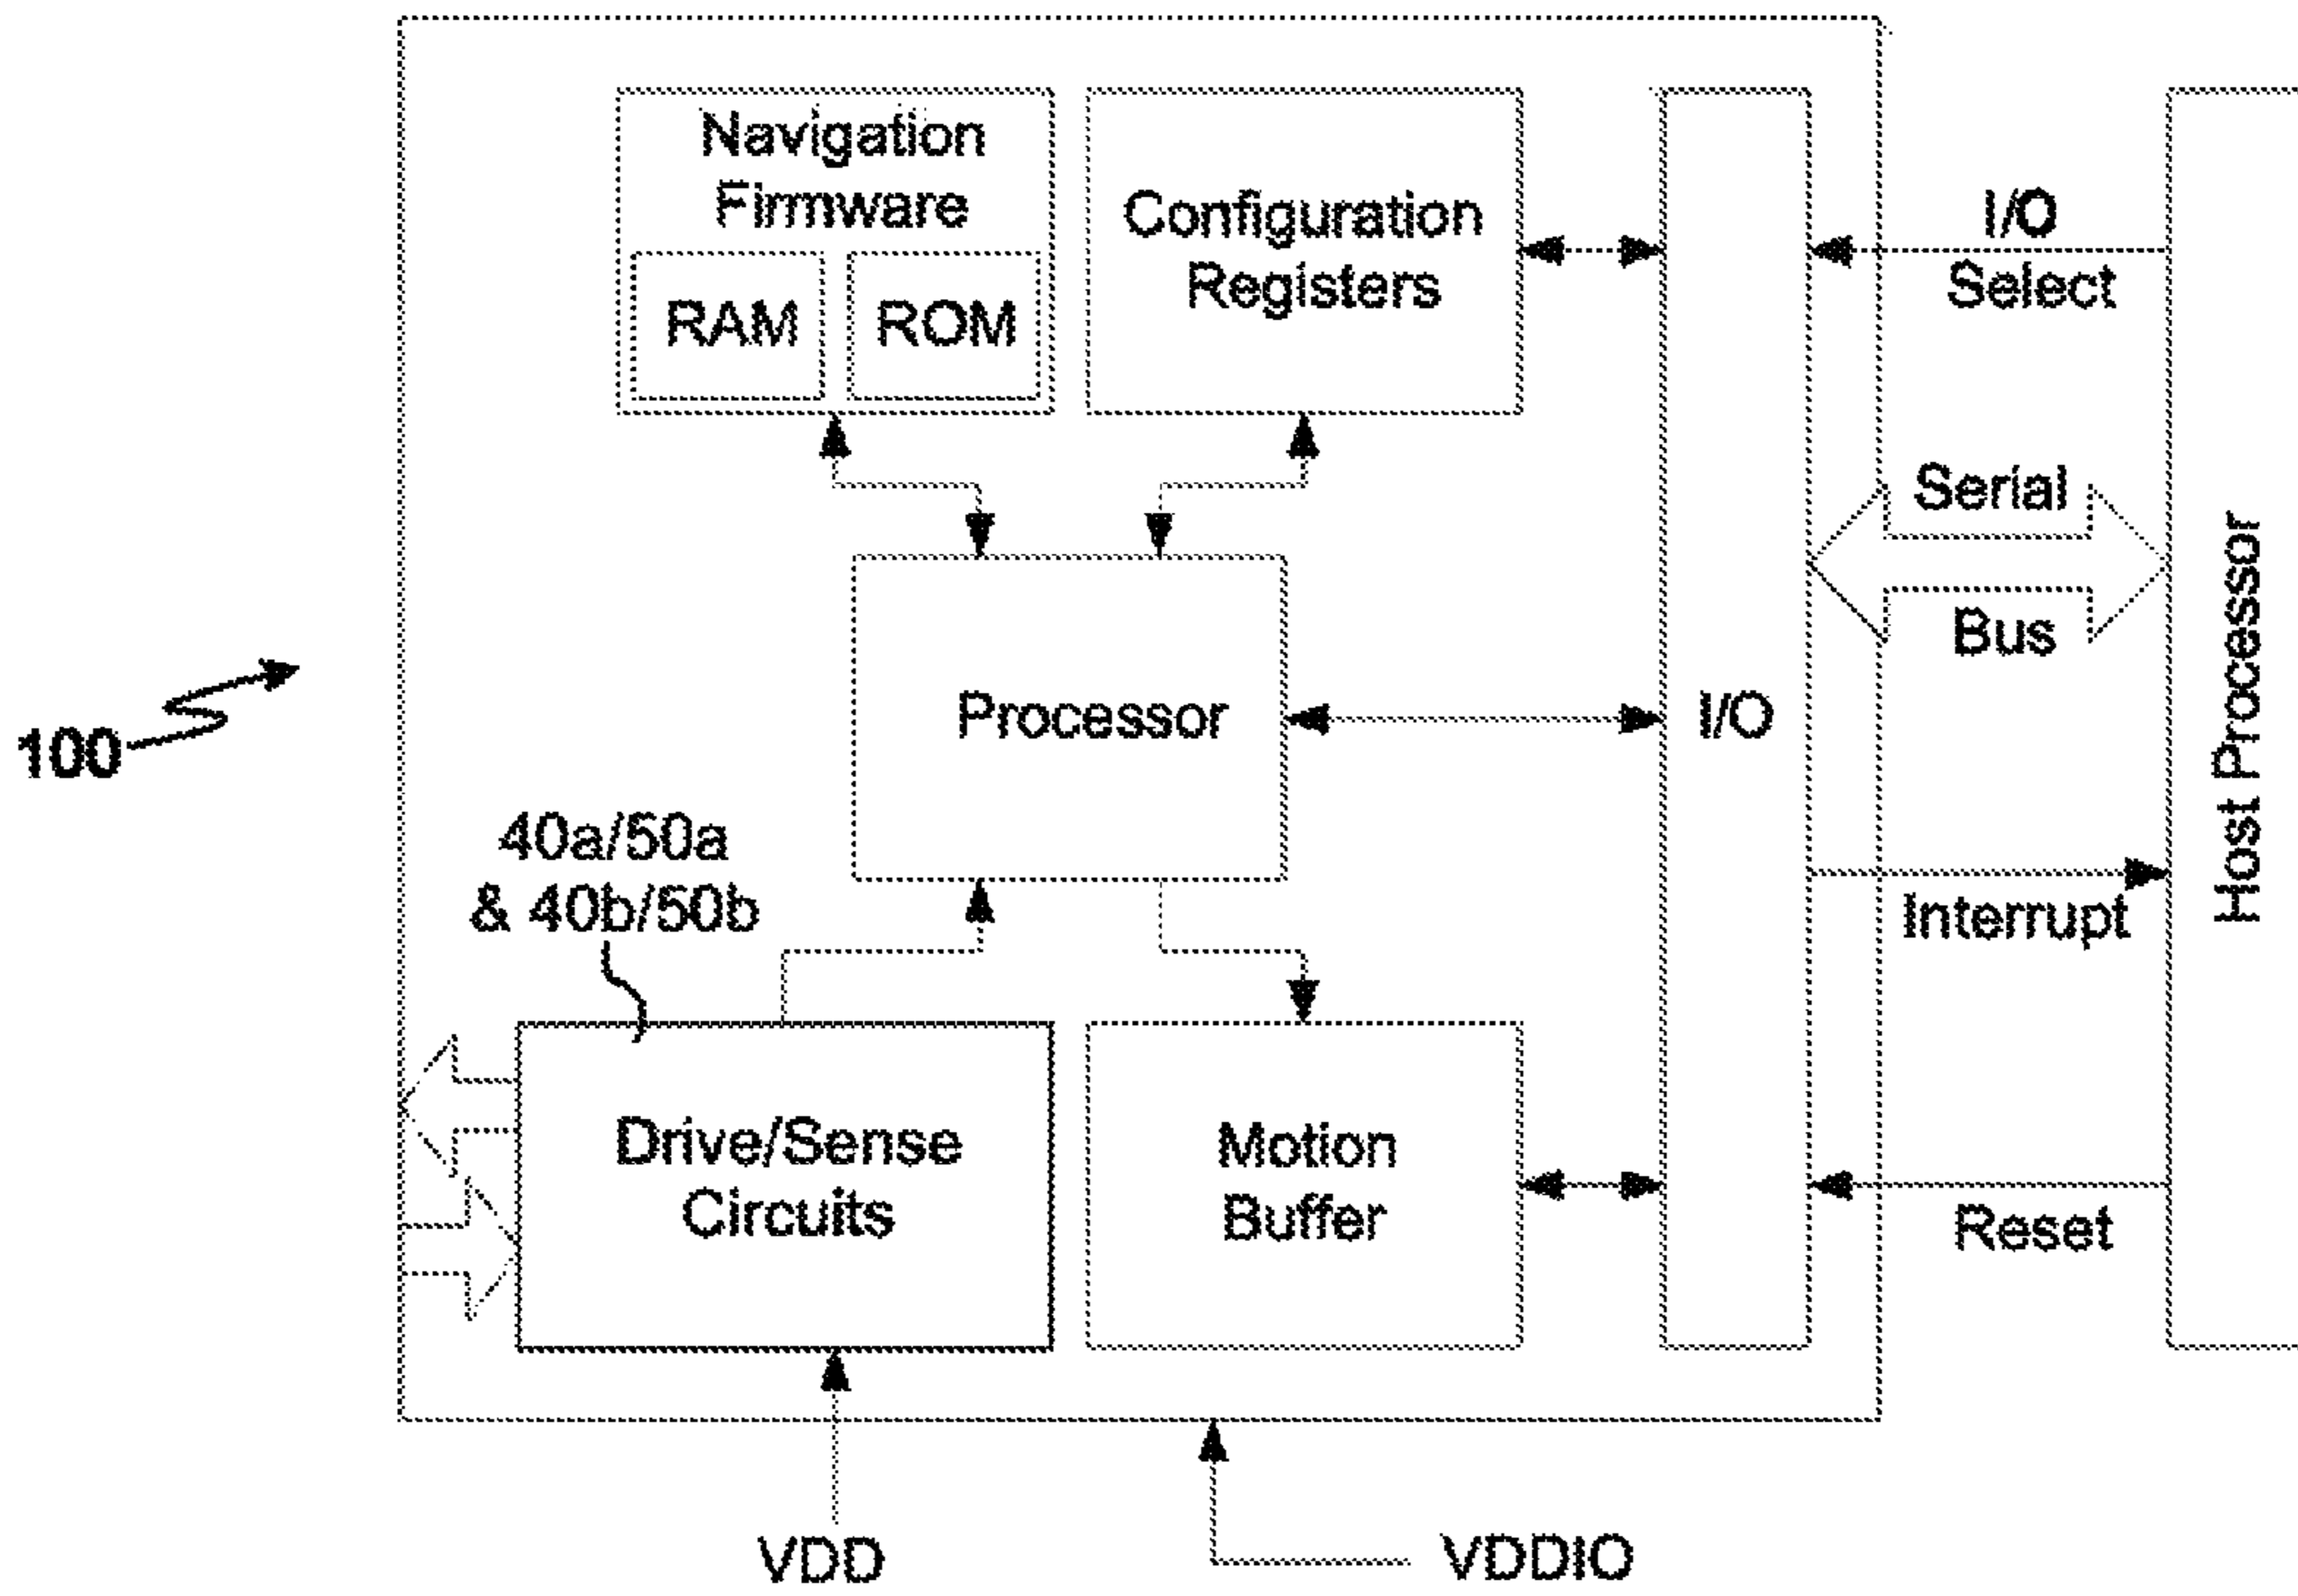 Navigation
Firmware
RAM
ROM
Configuration
Registers
I/O
Select
Serial
Bus
Processor
I/O
Host Processor
100
40a/50a
& 40b/50b
Interrupt
Drive/Sense
Circuits
Motion
Buffer
Reset
VDD
VDDIO